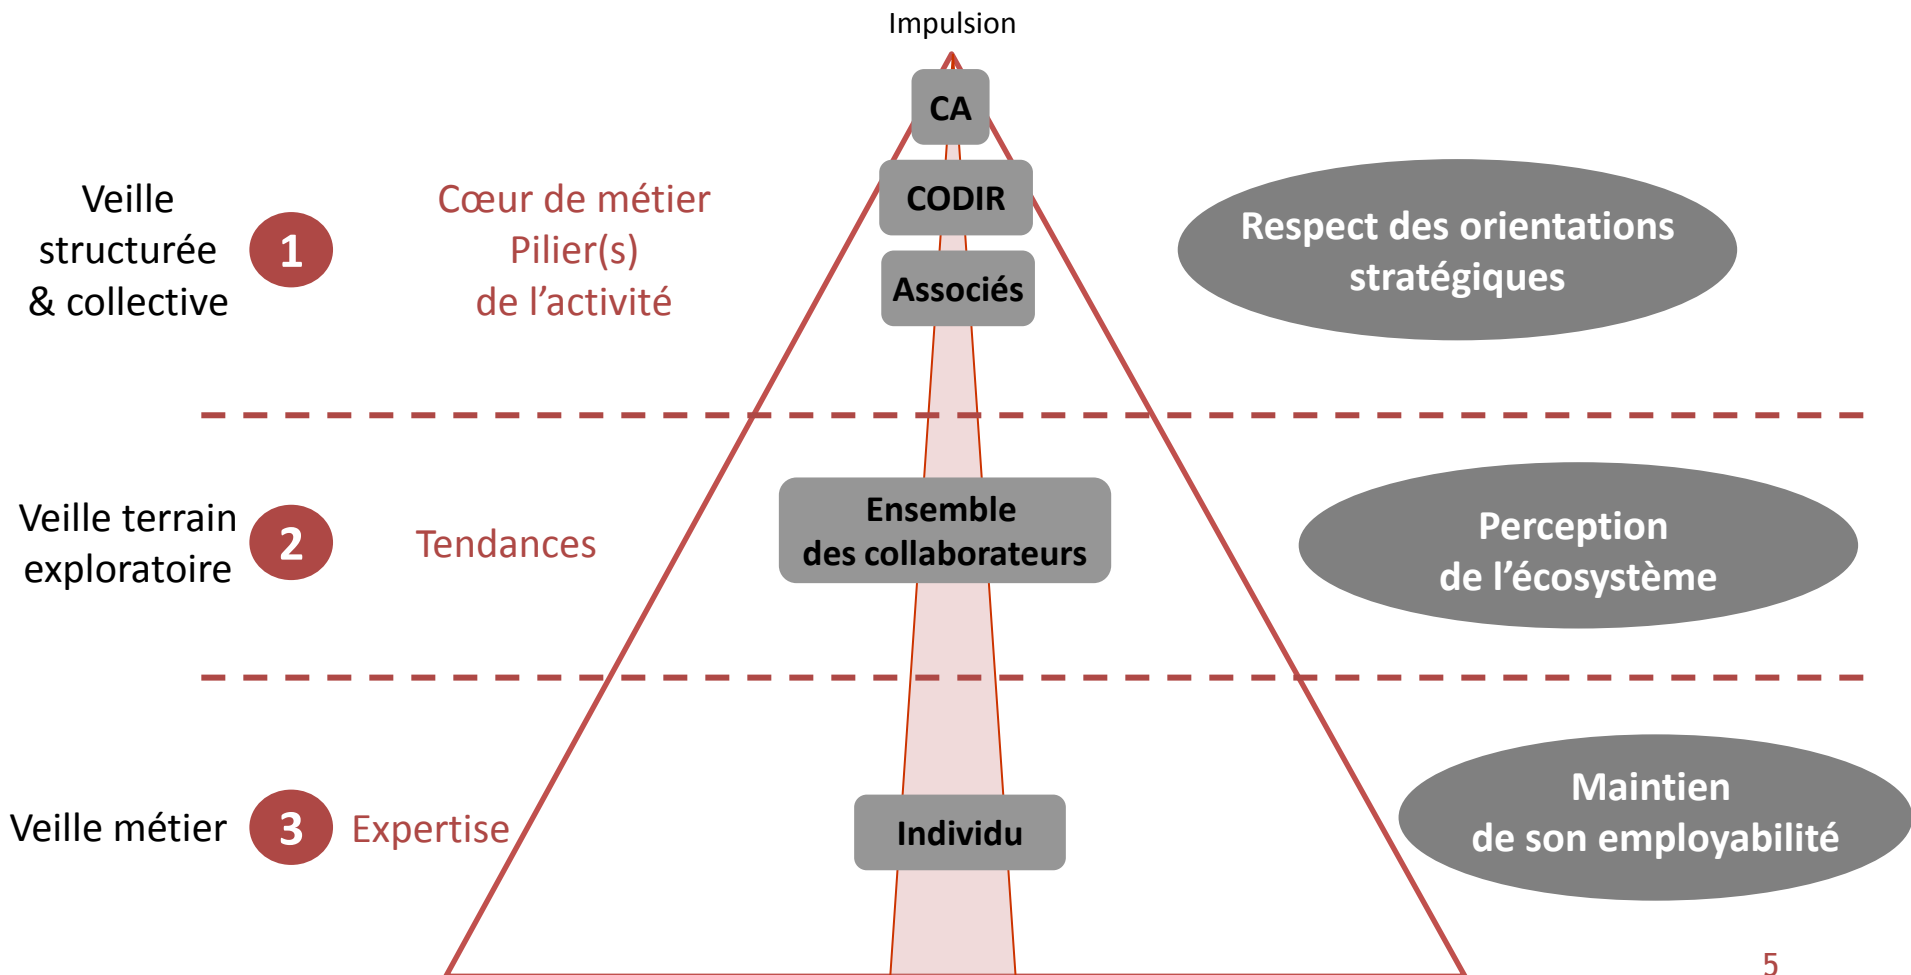 Impulsion
CA
CODIR
Associés
Veille
structurée
& collective
1
Cœur de métier
Pilier(s)
de l’activité
Respect des orientations
stratégiques
Veille terrain
exploratoire
2
Tendances
Ensemble
des collaborateurs
Perception
de l’écosystème
Veille métier
3
Expertise
Individu
Maintien
de son employabilité
5